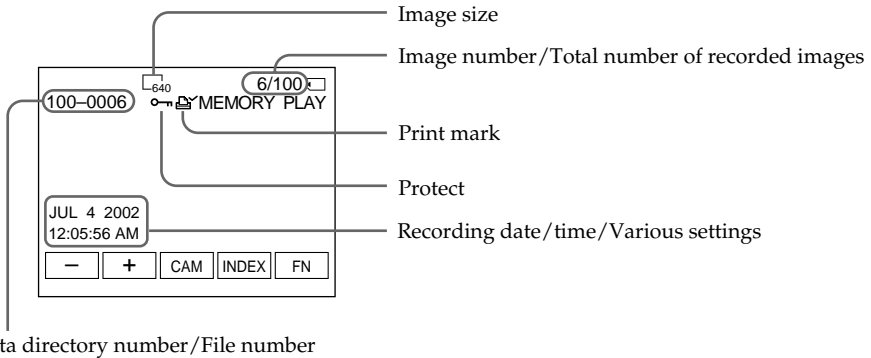 Image size
Image number/Total number of recorded images
640
6/100
100–0006
MEMORY PLAY
Print mark
Protect
JUL 4 2002
12:05:56 AM
Recording date/time/Various settings
– + CAM INDEX FN
directory number/File number